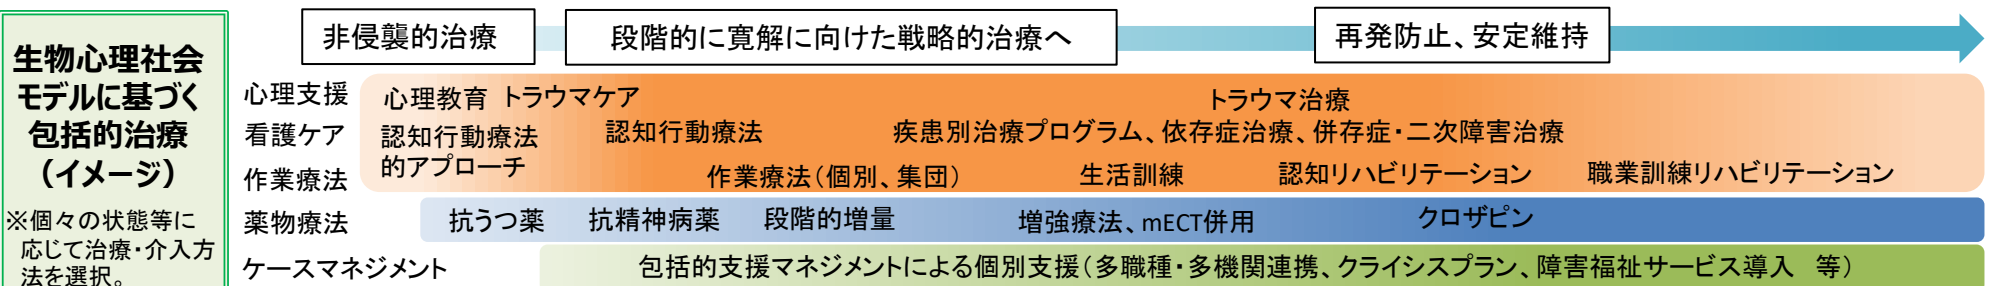 生物心理社会
モデルに基づく
包括的治療
（イメージ）
※個々の状態等に
応じて治療・介入方
法を選択。
非侵襲的治療
段階的に寛解に向けた戦略的治療へ
再発防止、安定維持
心理支援
心理教育 トラウマケア
トラウマ治療
看護ケア
認知行動療法
的アプローチ
認知行動療法
疾患別治療プログラム、依存症治療、併存症・二次障害治療
作業療法
作業療法（個別、集団）
生活訓練
認知リハビリテーション
職業訓練リハビリテーション
薬物療法
抗うつ薬
抗精神病薬
段階的増量
増強療法、mECT併用
クロザピン
ケースマネジメント
包括的支援マネジメントによる個別支援（多職種・多機関連携、クライシスプラン、障害福祉サービス導入　等）